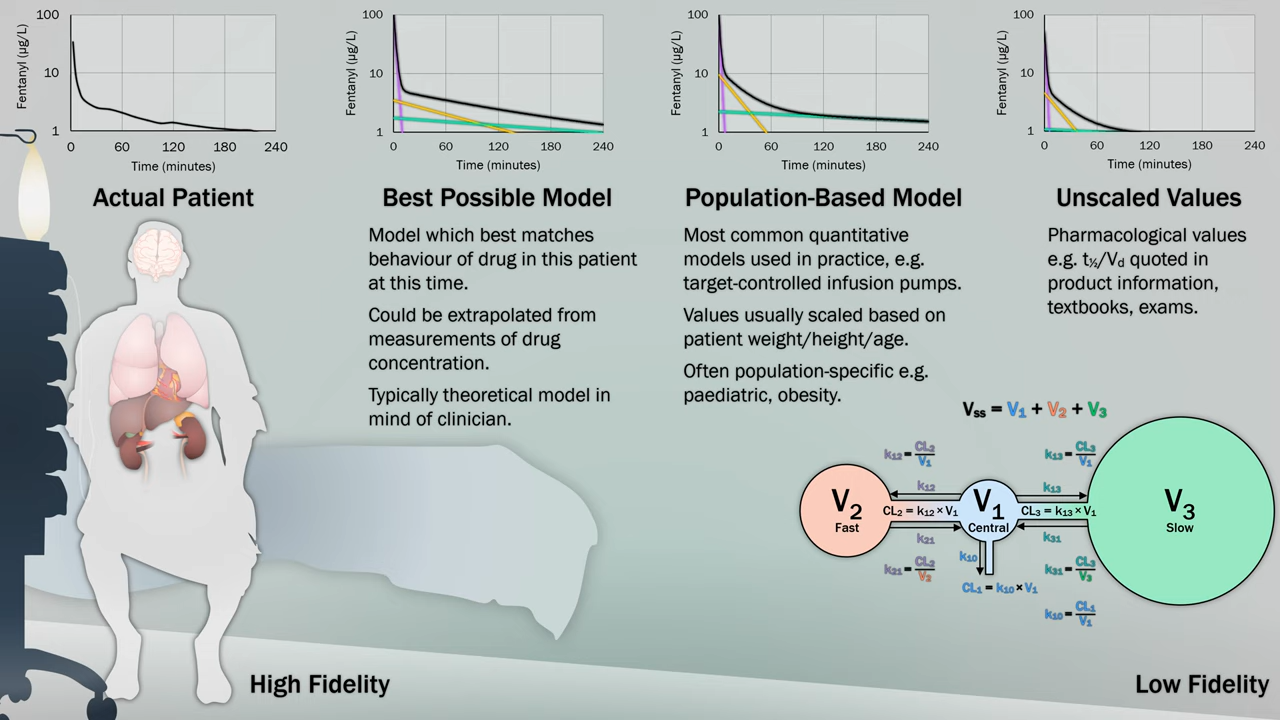 100
10
1
0
60
120
180
240
Fentanyl (µg/L)
Time (minutes)
Actual Patient
100
10
1
0
60
120
180
240
Fentanyl (µg/L)
Time (minutes)
Best Possible Model
Model which best matches
behaviour of drug in this patient
at this time.
Could be extrapolated from
measurements of drug
concentration.
Typically theoretical model in
mind of clinician.
100
10
1
0
60
120
180
240
Fentanyl (µg/L)
Time (minutes)
Population-Based Model
Most common quantitative
models used in practice, e.g.
target-controlled infusion pumps.
Values usually scaled based on
patient weight/height/age.
Often population-specific e.g.
paediatric, obesity.
100
10
1
0
60
120
180
240
Fentanyl (µg/L)
Time (minutes)
Unscaled Values
Pharmacological values
e.g. t½/Vd quoted in
product information,
textbooks, exams.
Vss = V1 + V2 + V3
k12 = CL2/V1
k13 = CL3/V1
k12
k13
V2
Fast
CL2 = k12 × V1
V1
Central
CL3 = k13 × V1
V3
Slow
k21
k31
k10
k21 = CL2/V2
k31 = CL3/V3
CL1 = k10 × V1
k10 = CL1/V1
High Fidelity
Low Fidelity